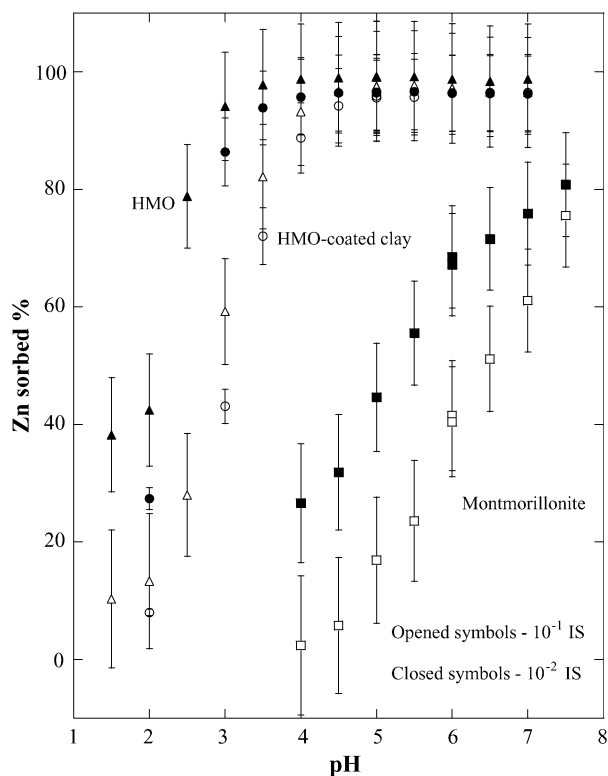 100
80
60
40
20
0
Zn sorbed %
HMO
HMO-coated clay
Montmorillonite
Opened symbols - 10⁻¹ IS
Closed symbols - 10⁻² IS
1 2 3 4 5 6 7 8
pH